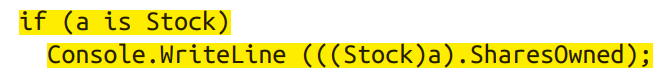 if (a is Stock)
Console.WriteLine (((Stock)a).SharesOwned);